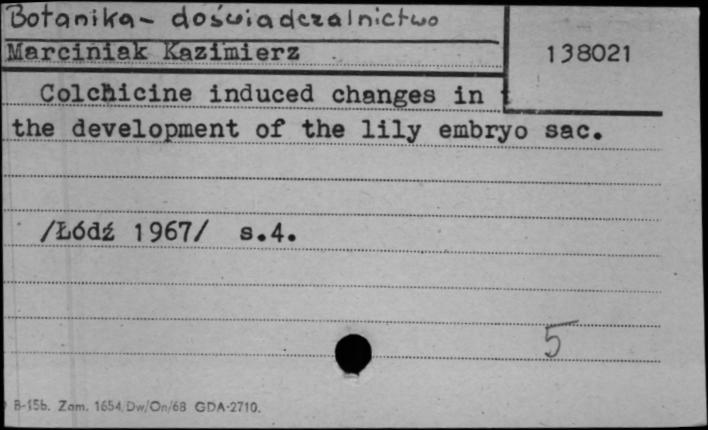 Botanika - doświadczalnictwo
Marciniak Kazimierz
138021
Colchicine induced changes in t
the development of the lily embryo sac.
/Łódź 1967/ s.4.
5
B-15b. Zam. 1654, Dw/On/68 GDA-2710.